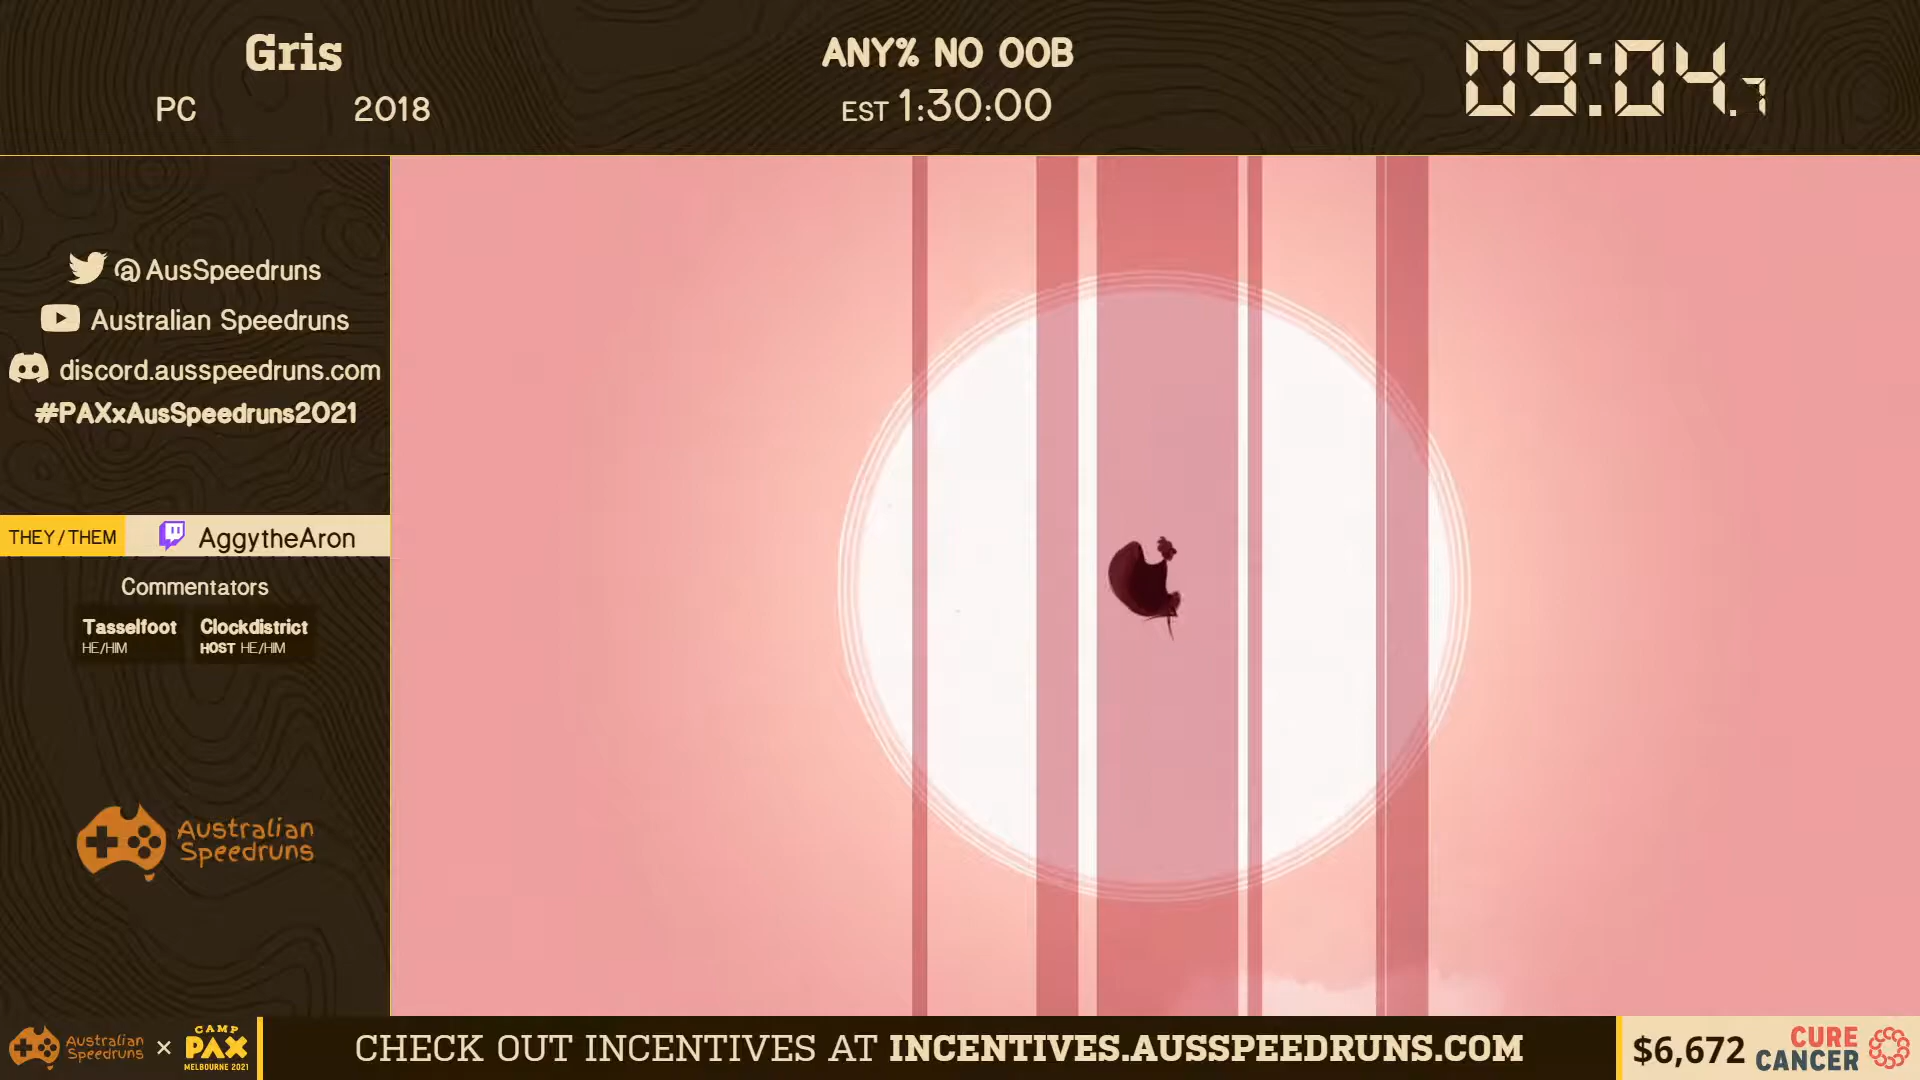 Gris
PC 2018
ANY% NO OOB
EST 1:30:00
09:04.7
@AusSpeedruns
Australian Speedruns
discord.ausspeedruns.com
#PAXxAusSpeedruns2021
THEY/THEM AggytheAron
Commentators
Tasselfoot Clockdistrict
HE/HIM HOST HE/HIM
Australian
Speedruns
Australian
Speedruns
×
CAMP
PAX
MELBOURNE 2021
CHECK OUT INCENTIVES AT INCENTIVES.AUSSPEEDRUNS.COM
$6,672
CURE
CANCER